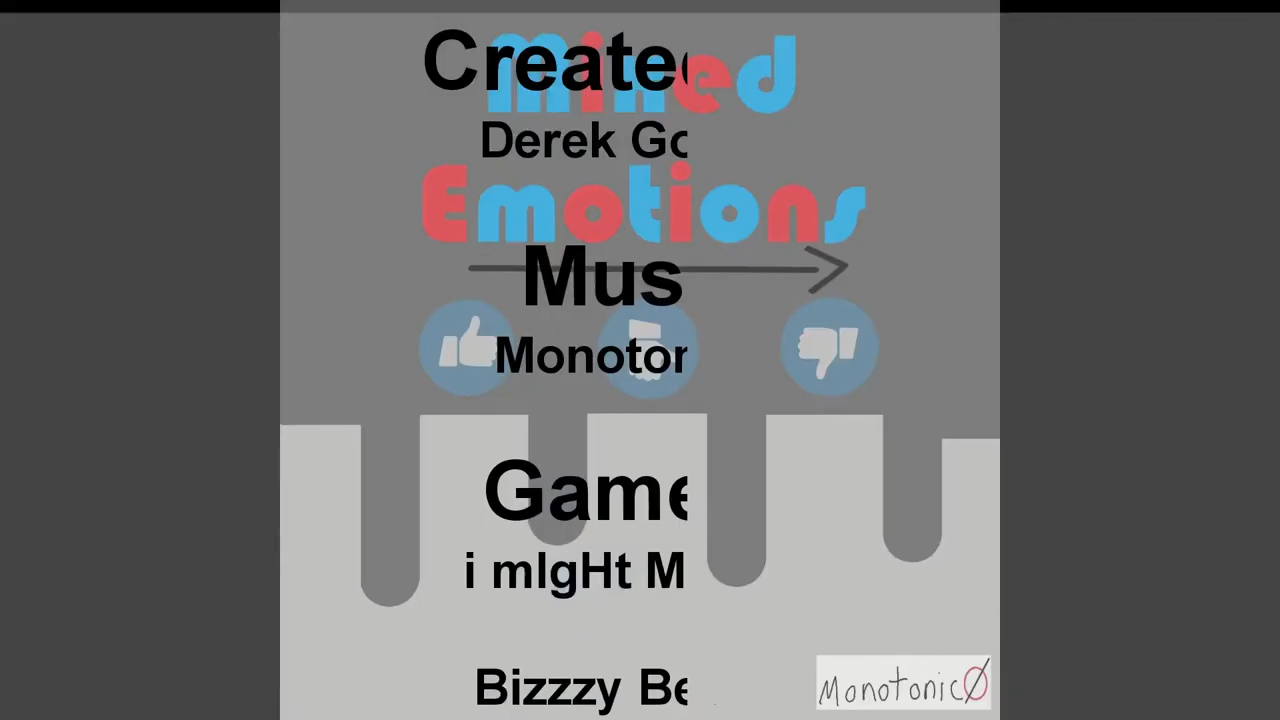 Mixed
Create
Derek Go
Emotions
Mus
Monoton
Game
i mIgHt M
Bizzzy Be
Monotonic0